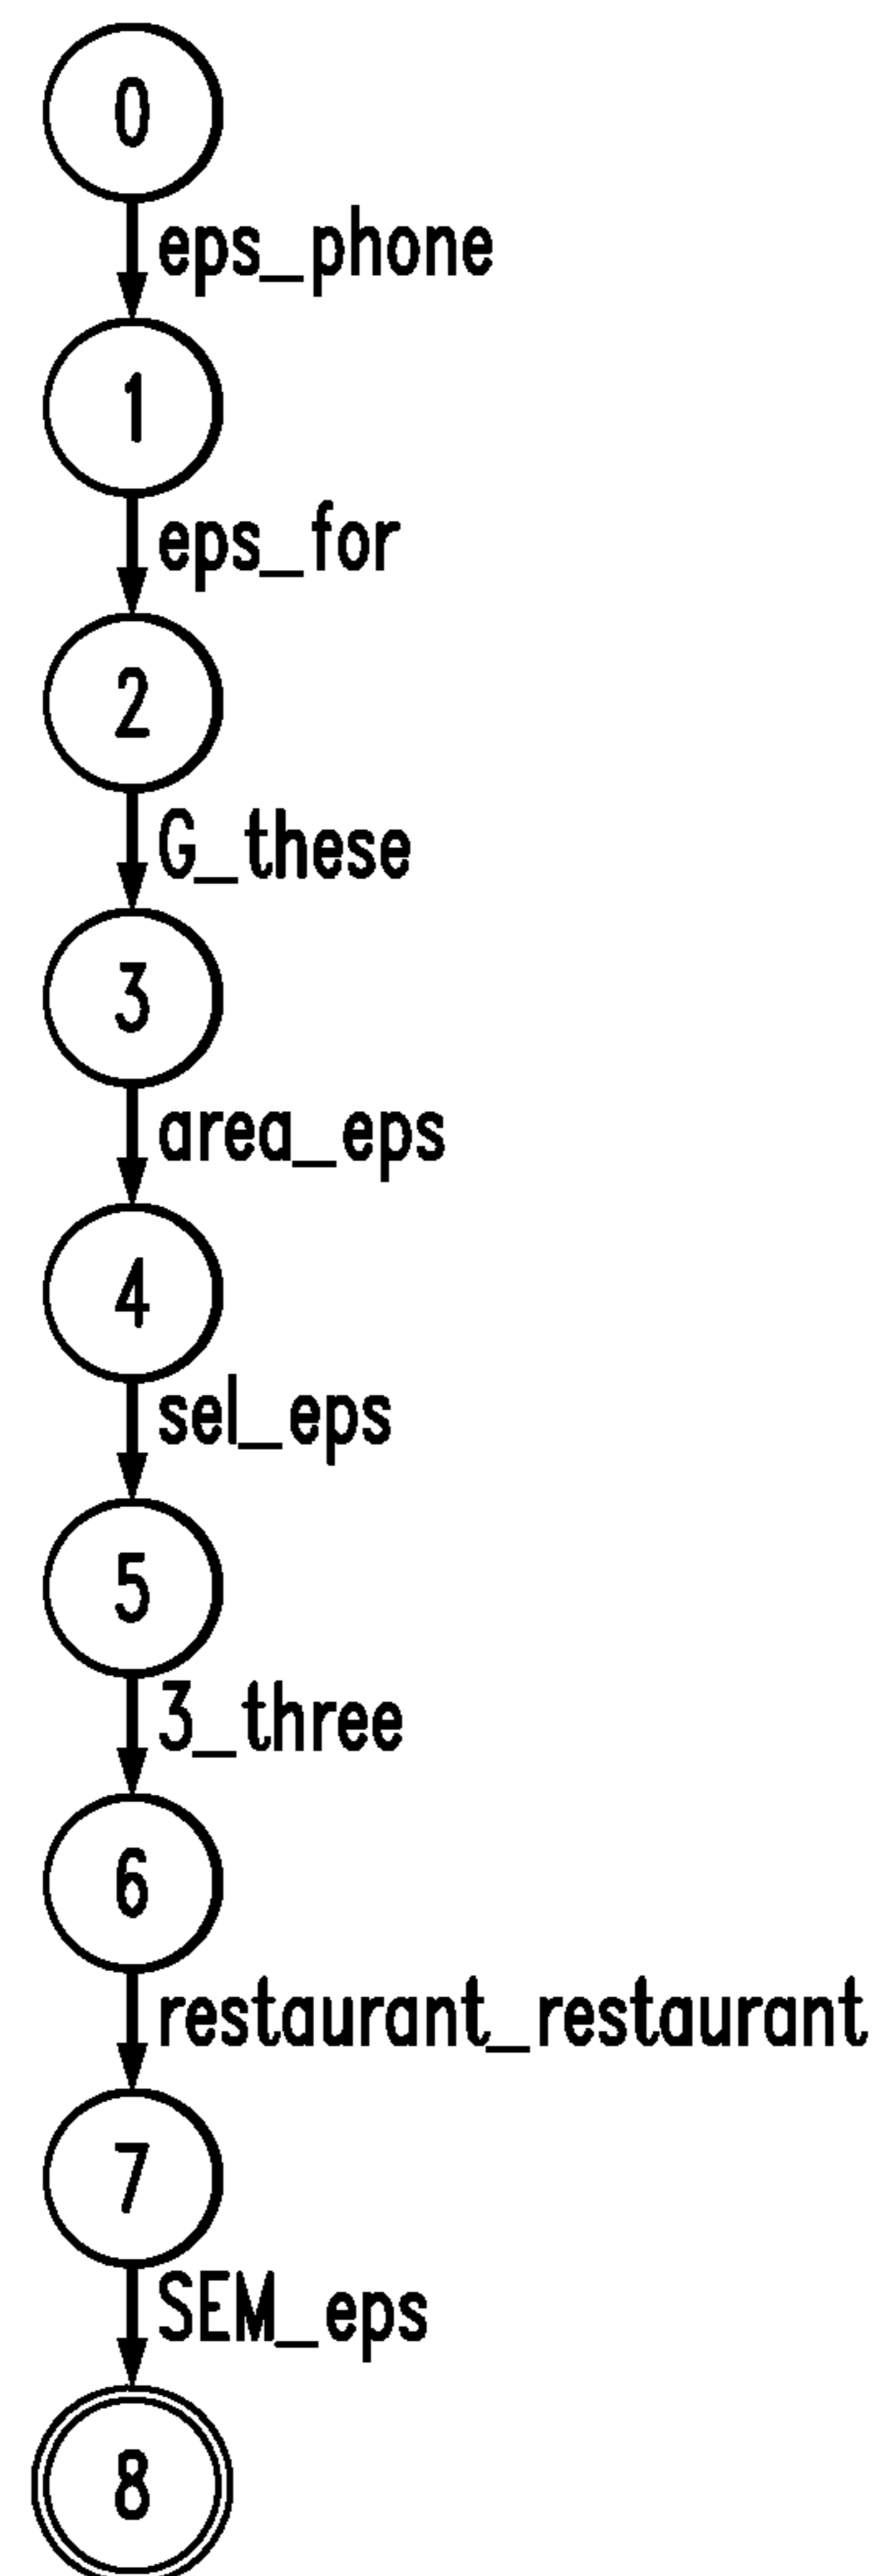 0
eps_phone
1
eps_for
2
G_these
3
area_eps
4
sel_eps
5
3_three
6
restaurant_restaurant
7
SEM_eps
8